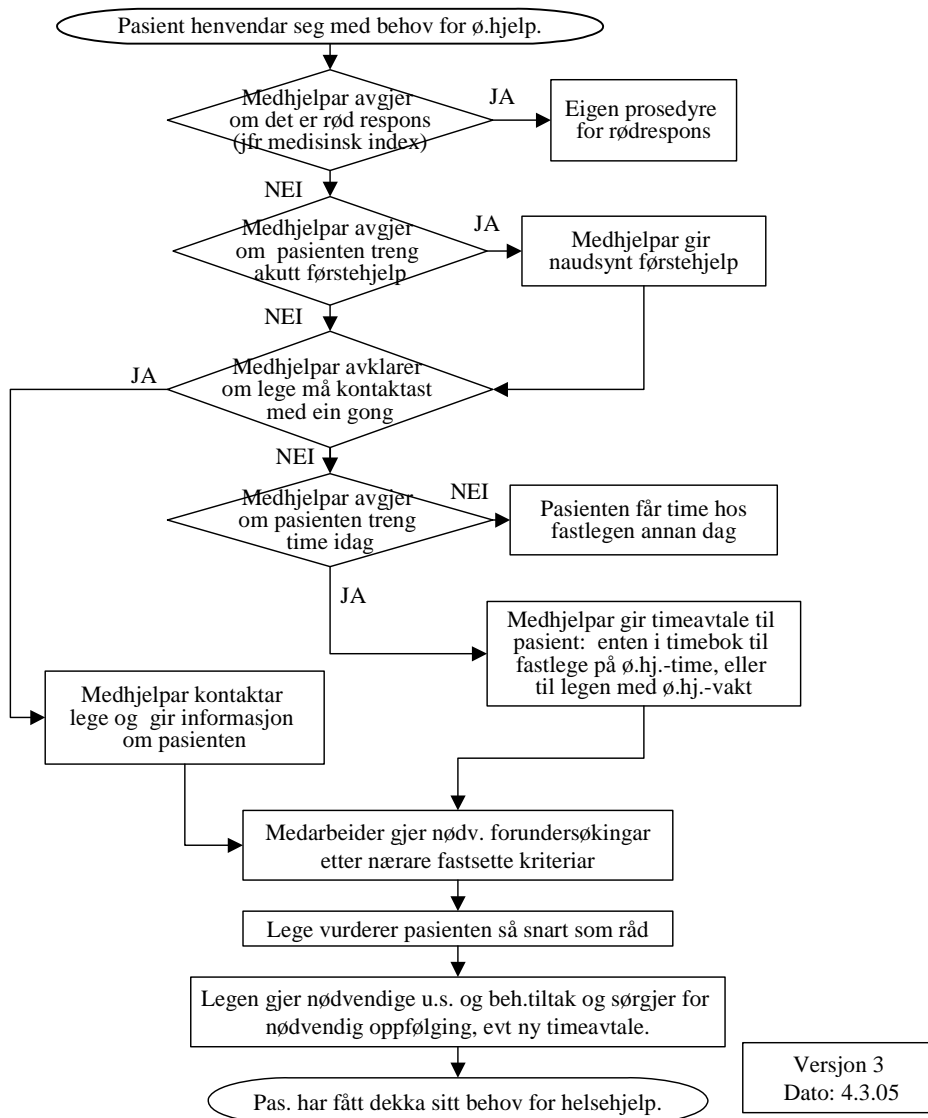 Pasient henvendar seg med behov for ø.hjelp.
Medhjelpar avgjer
om det er rød respons
(jfr medisinsk index)
JA
Eigen prosedyre
for rødrespons
NEI
Medhjelpar avgjer
om pasienten treng
akutt førstehjelp
JA
Medhjelpar gir
naudsynt førstehjelp
NEI
Medhjelpar avklarer
om lege må kontaktast
med ein gong
JA
NEI
Medhjelpar avgjer
om pasienten treng
time idag
NEI
Pasienten får time hos
fastlegen annan dag
JA
Medhjelpar gir timeavtale til
pasient: enten i timebok til
fastlege på ø.hj.-time, eller
til legen med ø.hj.-vakt
Medhjelpar kontaktar
lege og gir informasjon
om pasienten
Medarbeider gjer nødv. forundersøkingar
etter nærare fastsette kriteriar
Lege vurderer pasienten så snart som råd
Legen gjer nødvendige u.s. og beh.tiltak og sørgjer for
nødvendig oppfølging, evt ny timeavtale.
Pas. har fått dekka sitt behov for helsehjelp.
Versjon 3
Dato: 4.3.05